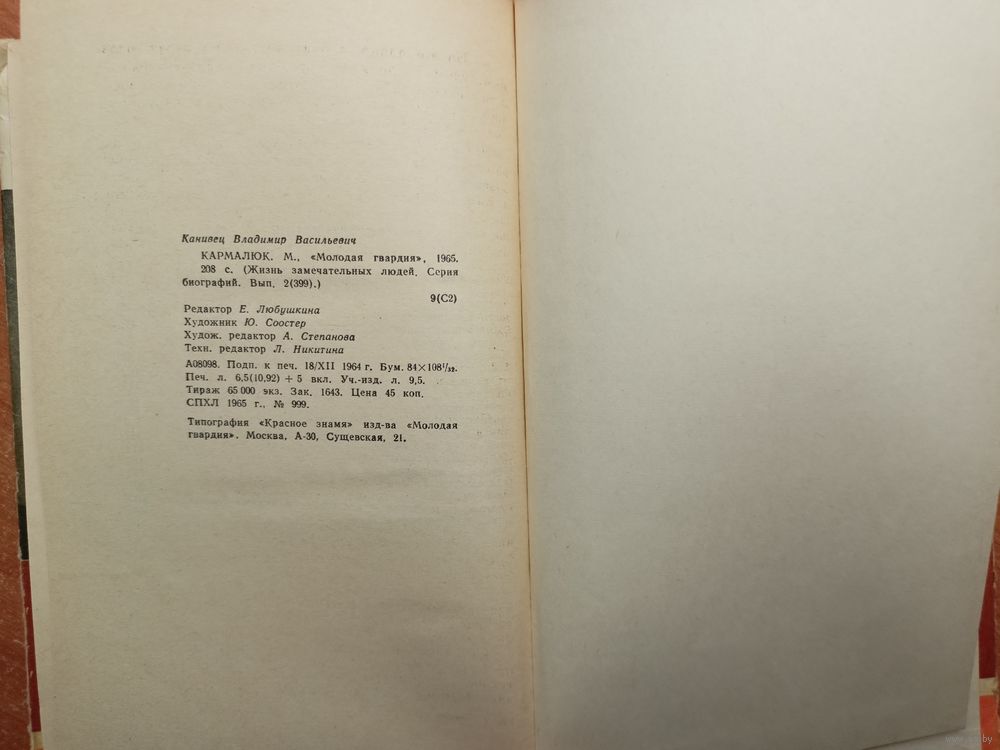 Канивец Владимир Васильевич
КАРМАЛЮК. М., «Молодая гвардия», 1965.
208 с. (Жизнь замечательных людей. Серия
биографий. Вып. 2(399).)
9(С2)
Редактор Е. Любушкина
Художник Ю. Соостер
Худож. редактор А. Степанова
Техн. редактор Л. Никитина
А08098. Подп. к печ. 18/XII 1964 г. Бум. 84×108¹/₃₂.
Печ. л. 6,5(10,92) + 5 вкл. Уч.-изд. л. 9,5.
Тираж 65 000 экз. Зак. 1643. Цена 45 коп.
СПХЛ 1965 г., № 999.
Типография «Красное знамя» изд-ва «Молодая
гвардия». Москва, А-30, Сущевская, 21.